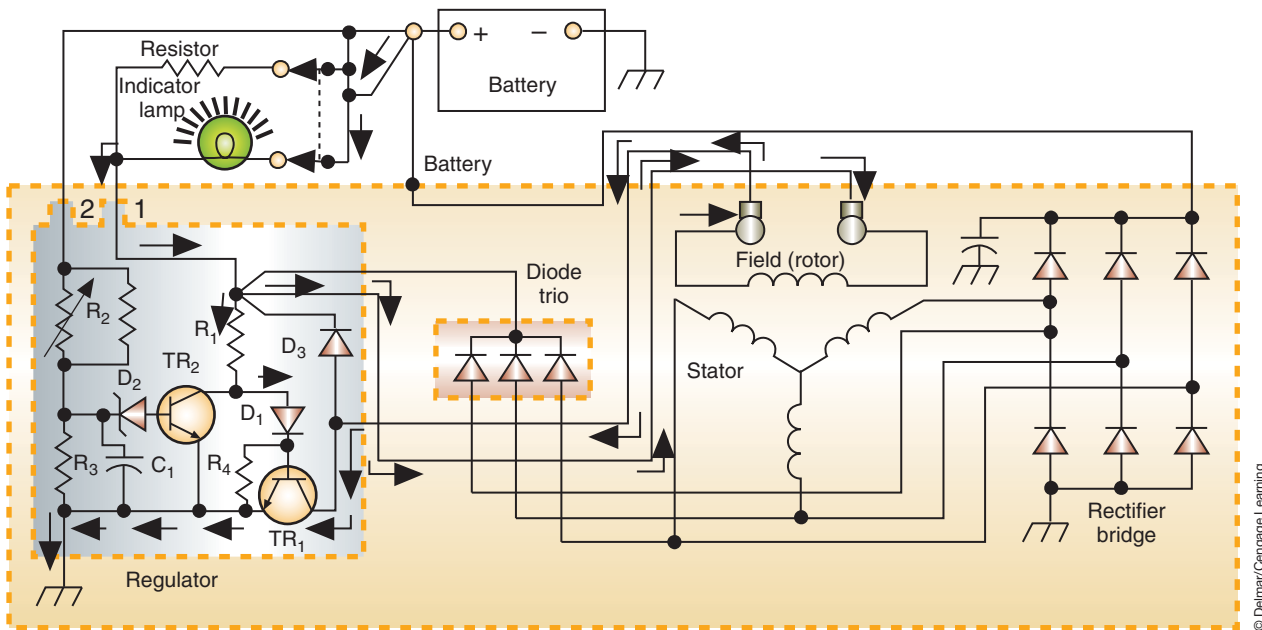 Resistor
Indicator
lamp
+
−
Battery
Battery
2
1
R2
R1
D3
TR2
D2
D1
R3
C1
R4
TR1
Regulator
Diode
trio
Field (rotor)
Stator
Rectifier
bridge
© Delmar/Cengage Learning